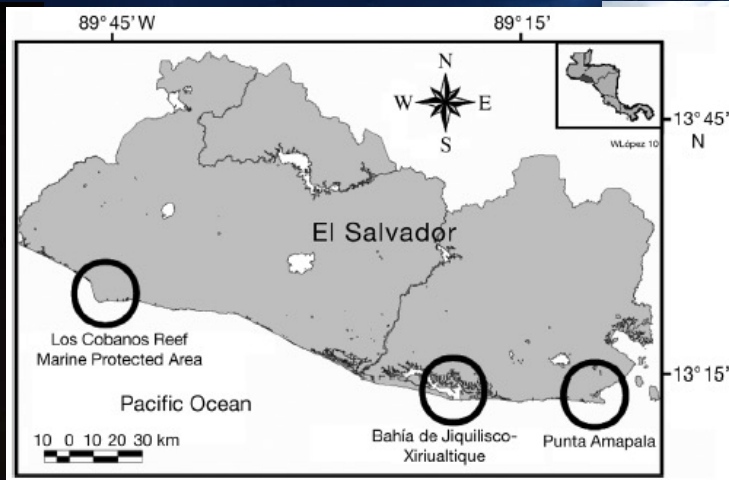 89°45'W
89°15'
N
W E
S
13°45'
N
WLópez 10
El Salvador
Los Cobanos Reef
Marine Protected Area
13°15'
Pacific Ocean
Bahía de Jiquilisco-
Xiriualtique
Punta Amapala
10 0 10 20 30 km